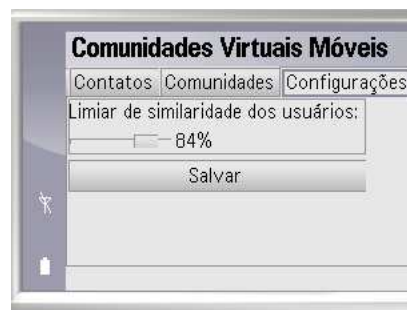 Comunidades Virtuais Móveis
Contatos Comunidades Configurações
Limiar de similaridade dos usuários:
84%
Salvar